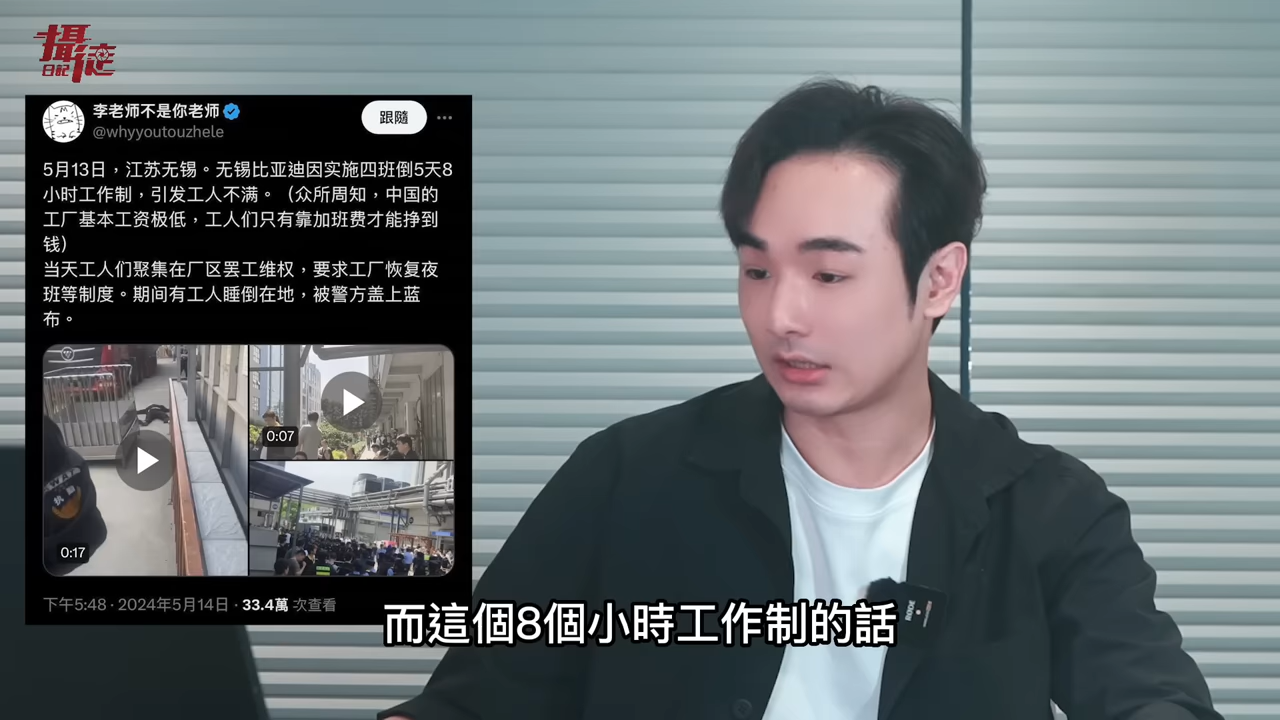 攝徒
日記
李老师不是你老师
@whyyoutouzhele
跟隨
5月13日，江苏无锡。无锡比亚迪因实施四班倒5天8
小时工作制，引发工人不满。（众所周知，中国的
工厂基本工资极低，工人们只有靠加班费才能挣到
钱）
当天工人们聚集在厂区罢工维权，要求工厂恢复夜
班等制度。期间有工人睡倒在地，被警方盖上蓝
布。
0:07
0:17
下午5:48 · 2024年5月14日 · 33.4萬 次查看
而這個8個小時工作制的話
RODE